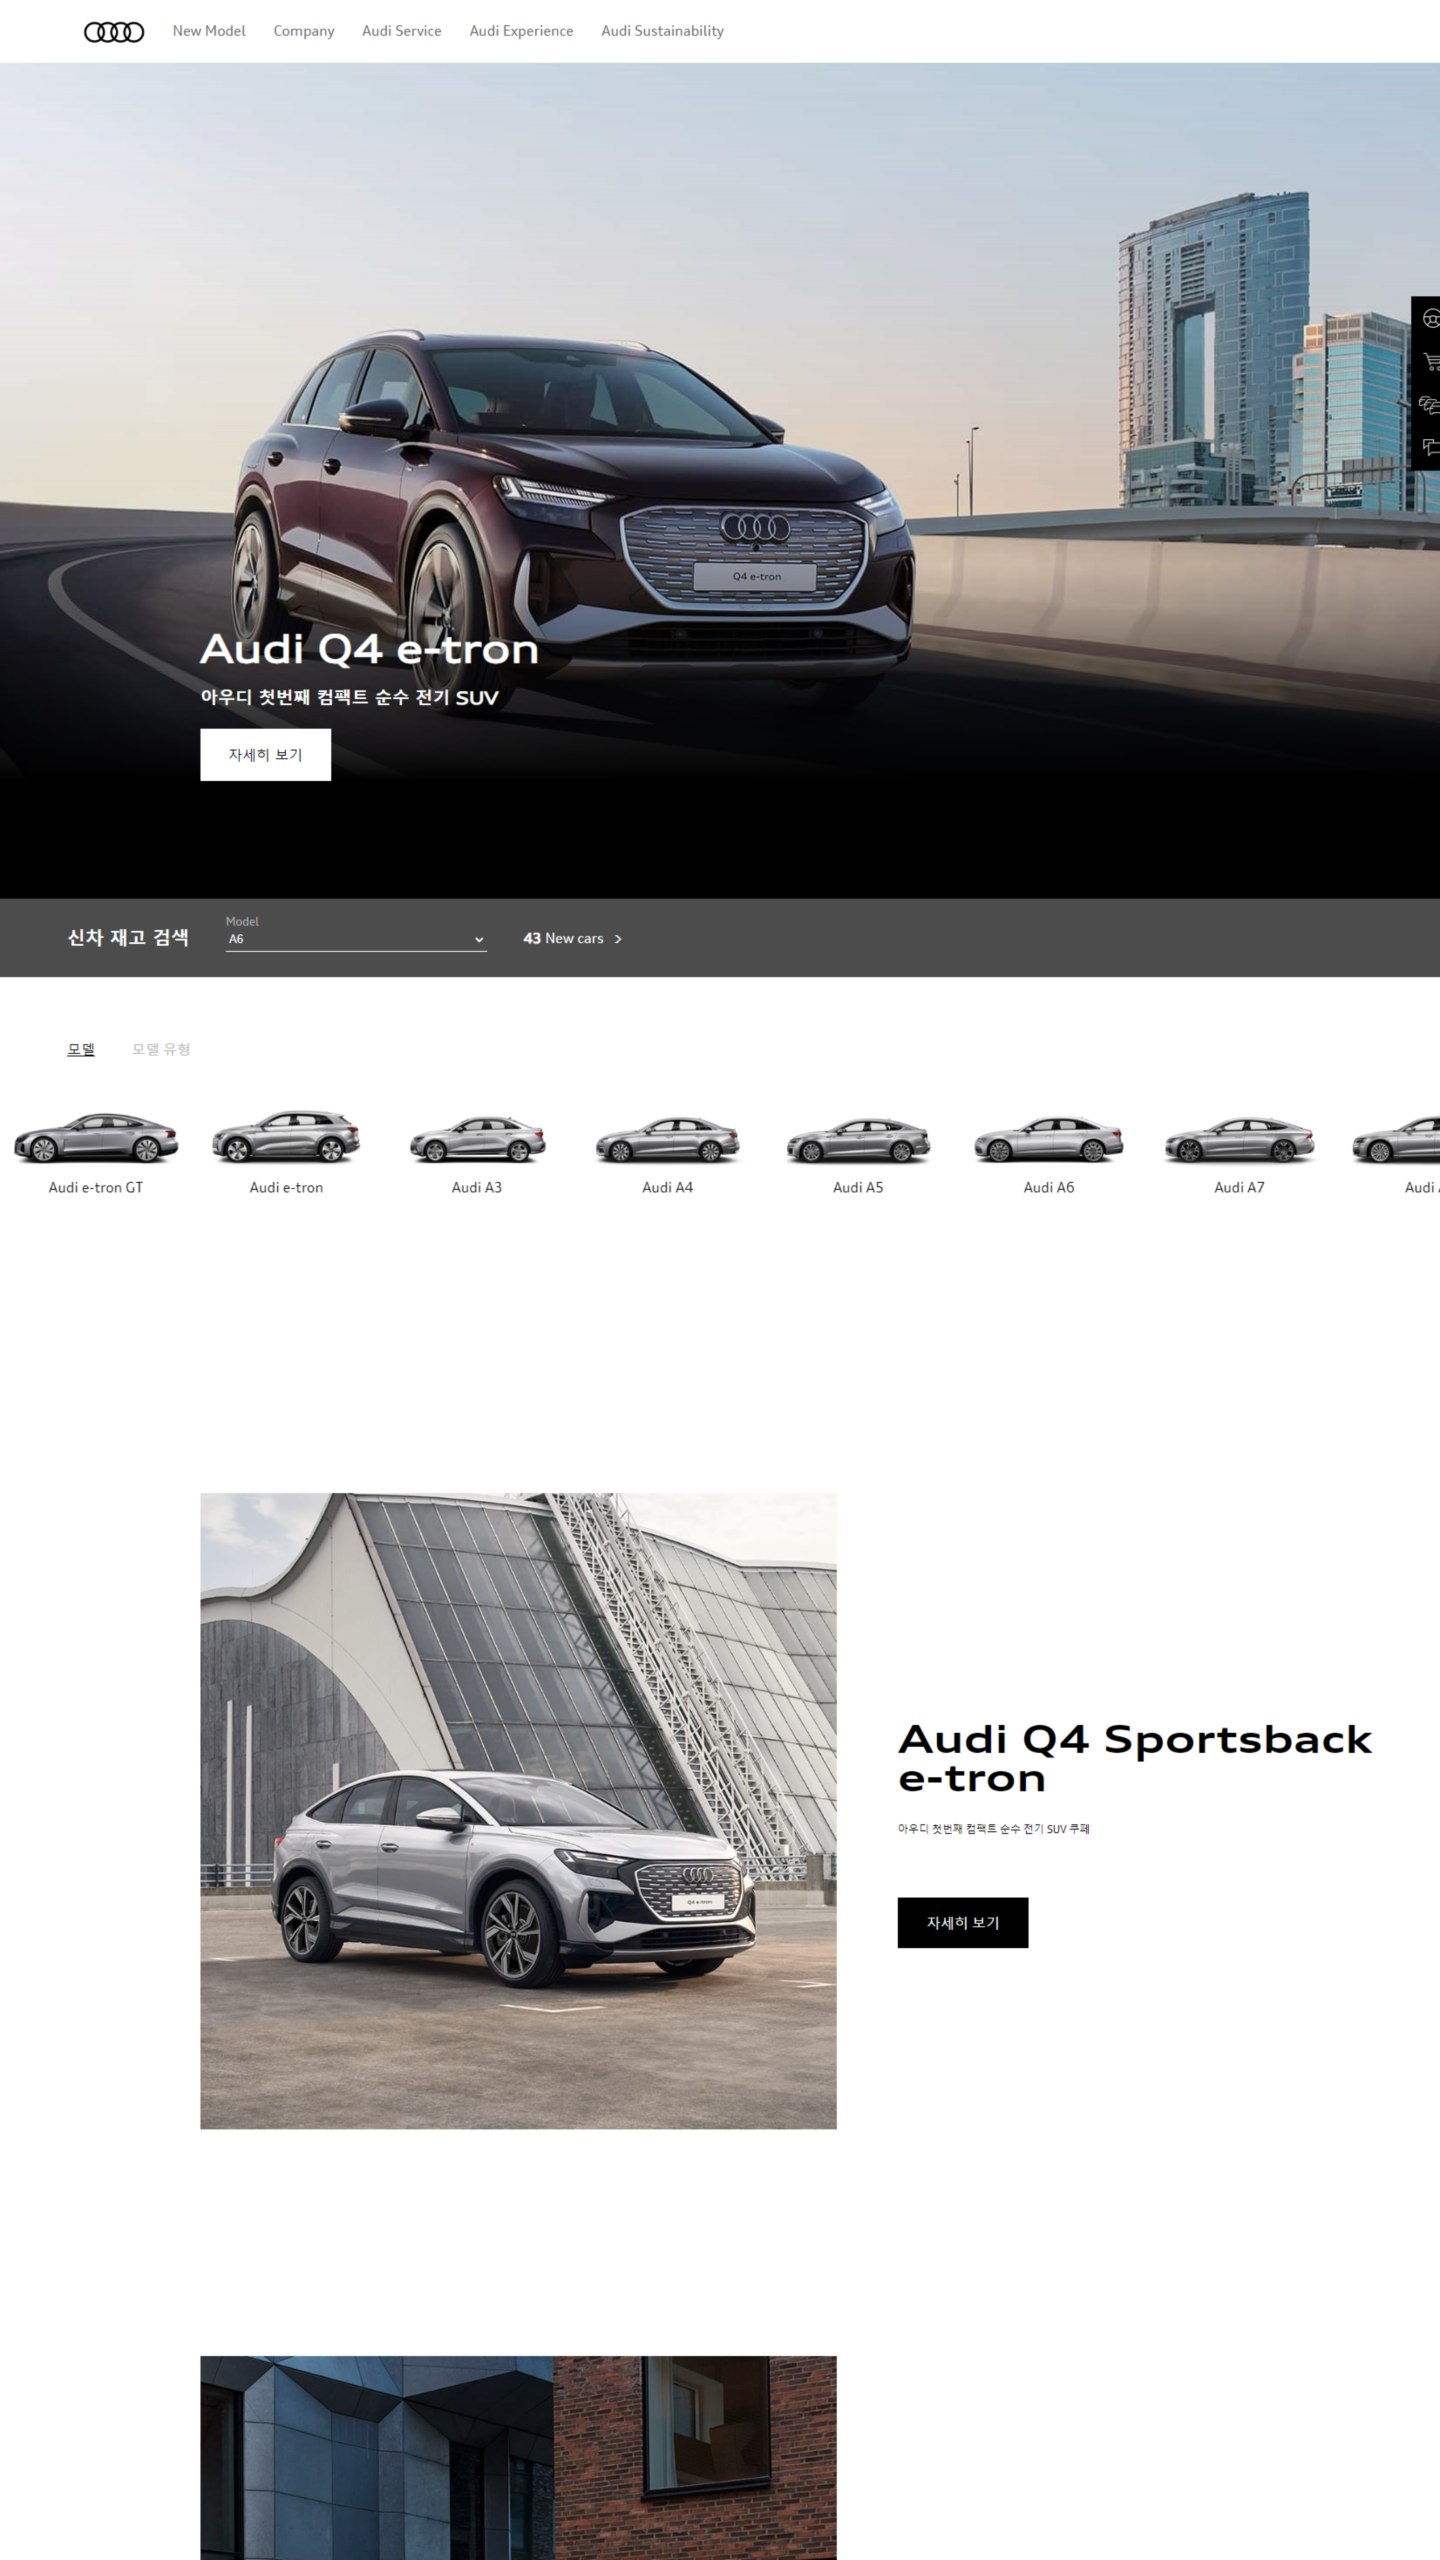 New Model
Company
Audi Service
Audi Experience
Audi Sustainability
Q4 e-tron
Audi Q4 e-tron
아우디 첫번째 컴팩트 순수 전기 SUV
자세히 보기
신차 재고 검색
Model
A6
43 New cars
모델
모델 유형
Audi e-tron GT
Audi e-tron
Audi A3
Audi A4
Audi A5
Audi A6
Audi A7
Audi
Q4 e-tron
Audi Q4 Sportsback
e-tron
아우디 첫번째 컴팩트 순수 전기 SUV 쿠페
자세히 보기